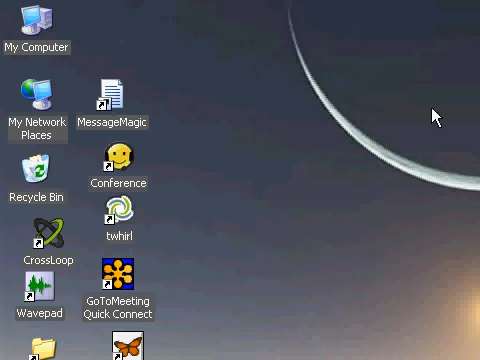 My Computer
My Network
Places
MessageMagic
Recycle Bin
Conference
twhirl
CrossLoop
Wavepad
GoToMeeting
Quick Connect